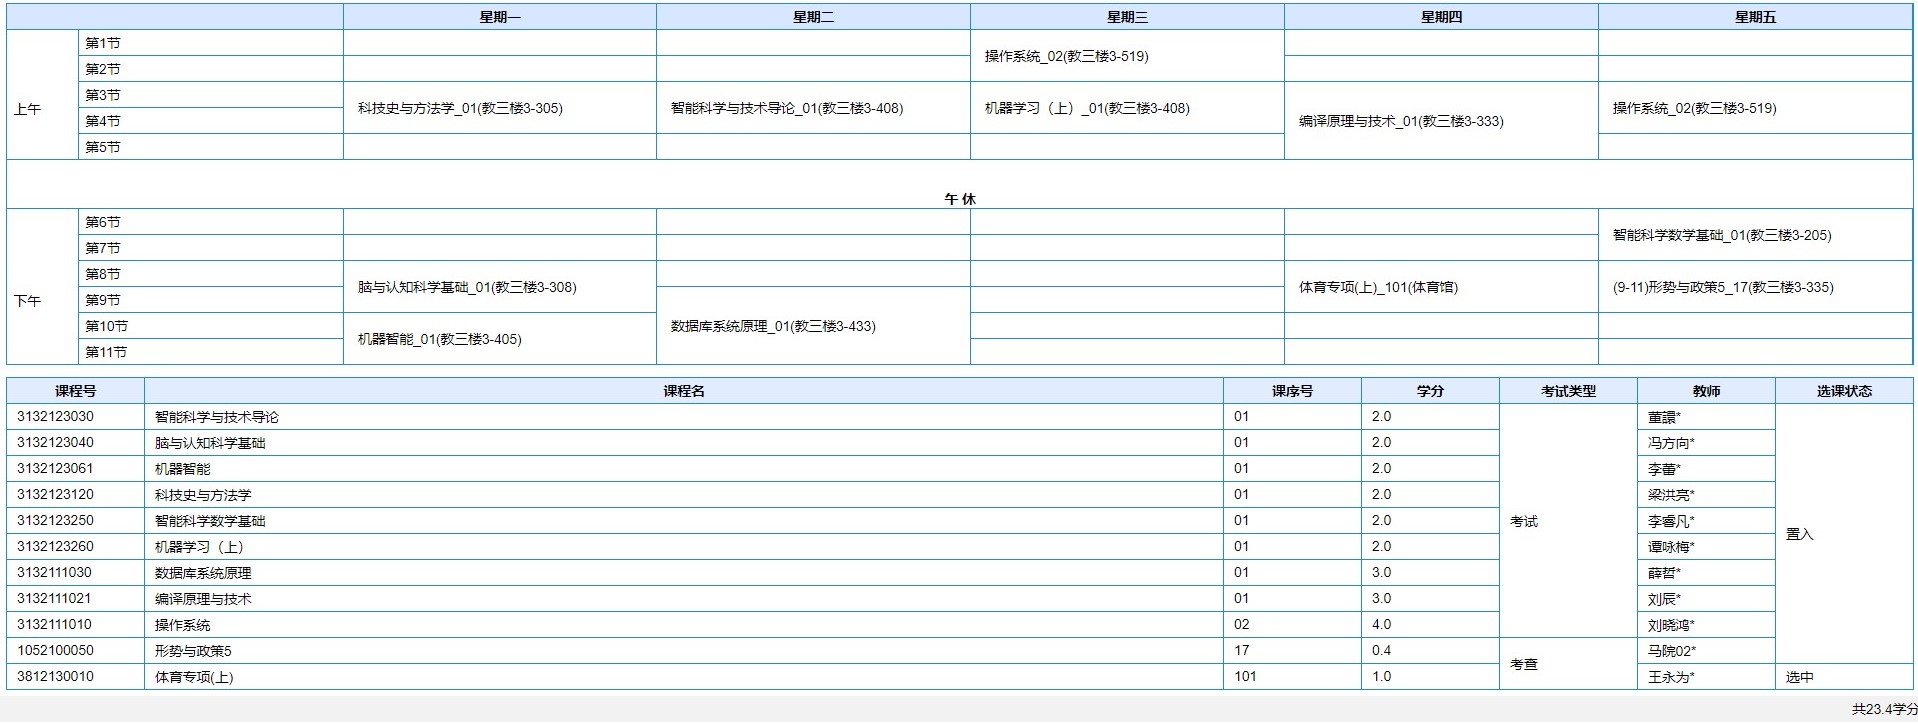 星期一 星期二 星期三 星期四 星期五
第1节
操作系统_02(教三楼3-519)
第2节
第3节
上午 科技史与方法学_01(教三楼3-305) 智能科学与技术导论_01(教三楼3-408) 机器学习（上）_01(教三楼3-408) 操作系统_02(教三楼3-519)
第4节 编译原理与技术_01(教三楼3-333)
第5节
午 休
第6节
智能科学数学基础_01(教三楼3-205)
第7节
第8节
脑与认知科学基础_01(教三楼3-308) 体育专项(上)_101(体育馆) (9-11)形势与政策5_17(教三楼3-335)
下午 第9节
第10节 数据库系统原理_01(教三楼3-433)
机器智能_01(教三楼3-405)
第11节
课程号 课程名 课序号 学分 考试类型 教师 选课状态
3132123030 智能科学与技术导论 01 2.0 董譞*
3132123040 脑与认知科学基础 01 2.0 冯方向*
3132123061 机器智能 01 2.0 李蕾*
3132123120 科技史与方法学 01 2.0 梁洪亮*
3132123250 智能科学数学基础 01 2.0 考试 李睿凡*
置入
3132123260 机器学习（上） 01 2.0 谭咏梅*
3132111030 数据库系统原理 01 3.0 薛哲*
3132111021 编译原理与技术 01 3.0 刘辰*
3132111010 操作系统 02 4.0 刘晓鸿*
1052100050 形势与政策5 17 0.4 马院02*
考查
3812130010 体育专项(上) 101 1.0 王永为* 选中
共23.4学分